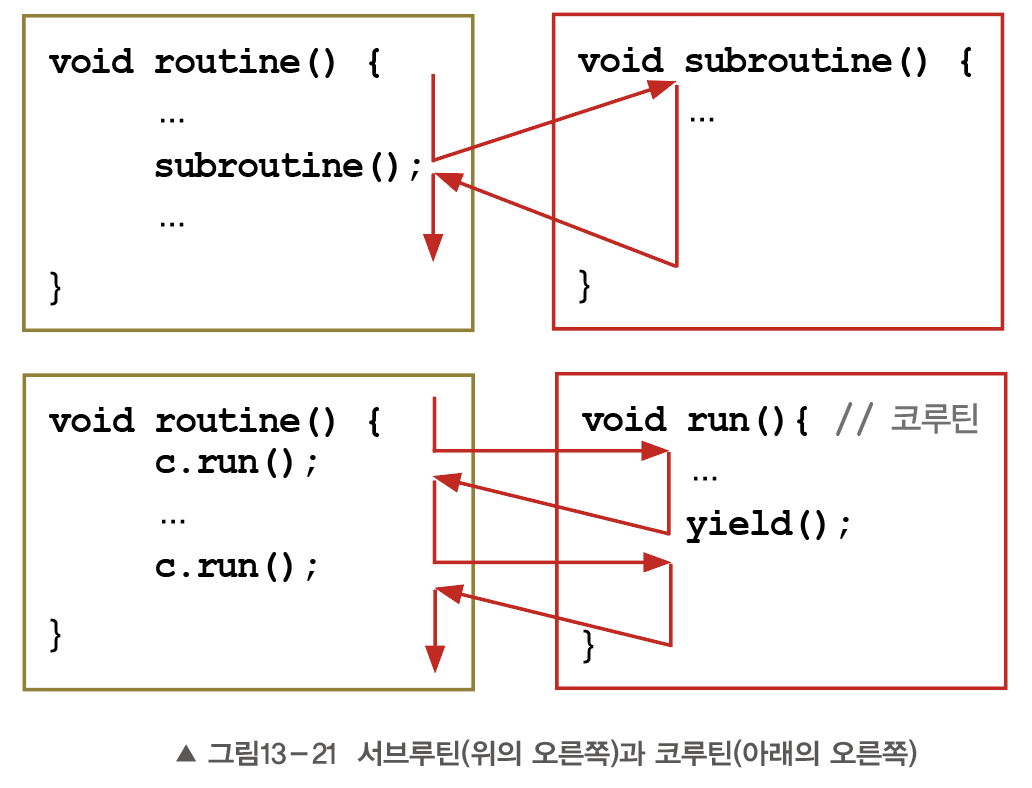 void routine() {
...
subroutine();
...
}
void subroutine() {
...
}
void routine() {
c.run();
...
c.run();
}
void run(){ // 코루틴
...
yield();
}
▲ 그림13-21 서브루틴(위의 오른쪽)과 코루틴(아래의 오른쪽)